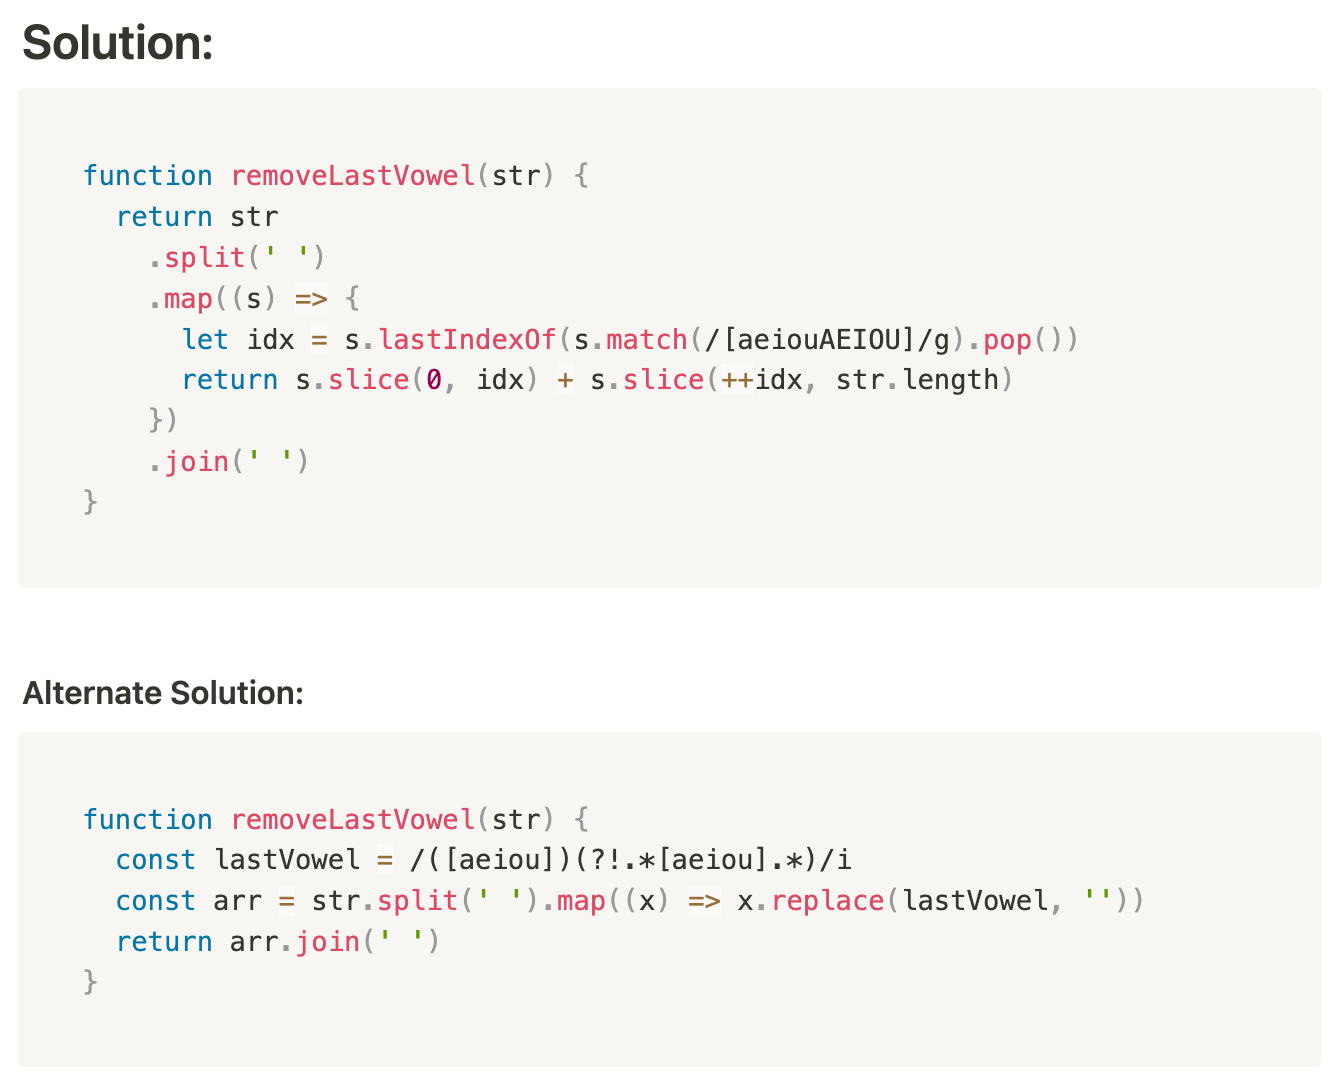 Solution:
function removeLastVowel(str) {
  return str
    .split(' ')
    .map((s) => {
      let idx = s.lastIndexOf(s.match(/[aeiouAEIOU]/g).pop())
      return s.slice(0, idx) + s.slice(++idx, str.length)
    })
    .join(' ')
}
Alternate Solution:
function removeLastVowel(str) {
  const lastVowel = /([aeiou])(?!.*[aeiou].*)/i
  const arr = str.split(' ').map((x) => x.replace(lastVowel, ''))
  return arr.join(' ')
}